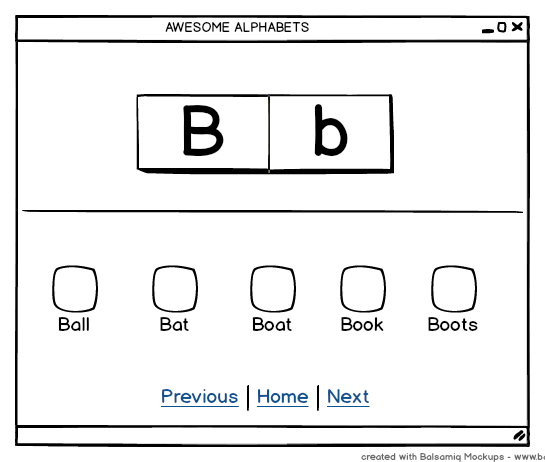 AWESOME ALPHABETS
B b
Ball Bat Boat Book Boots
Previous | Home | Next
created with Balsamiq Mockups - www.b